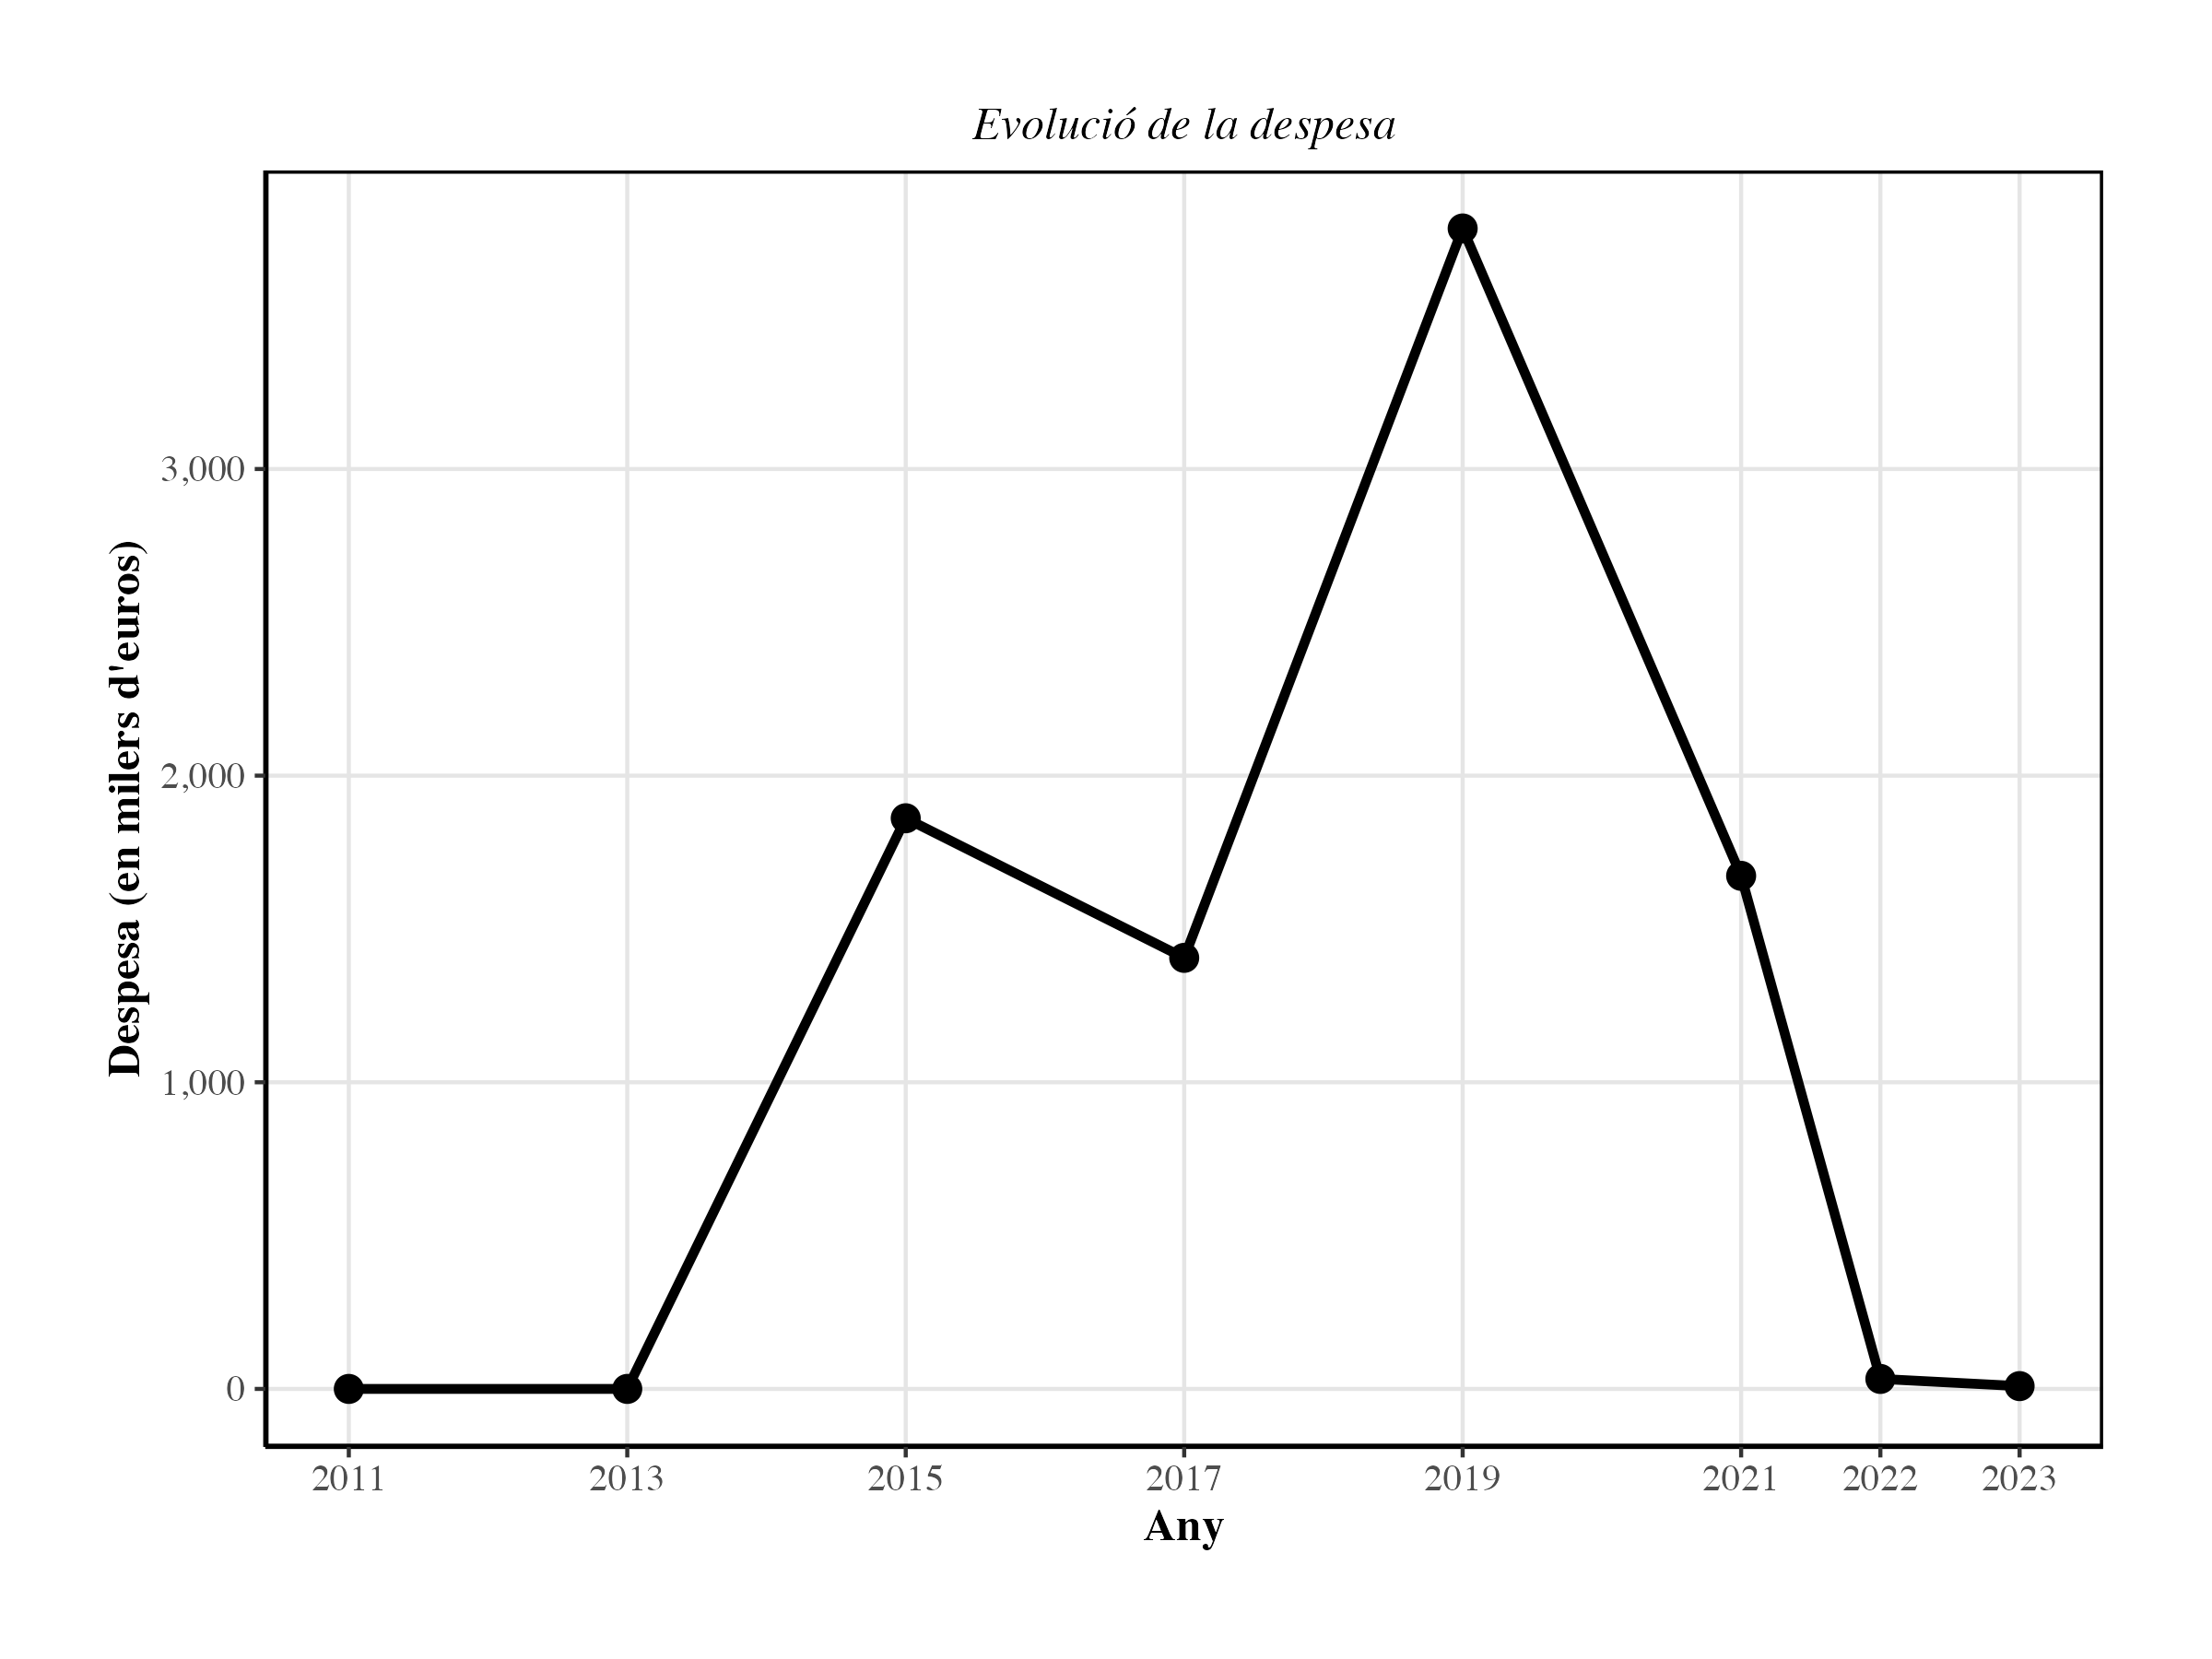 Evolució de la despesa
Despesa (en milers d'euros)
3,000
2,000
1,000
0
2011 2013 2015 2017 2019 2021 2022 2023
Any